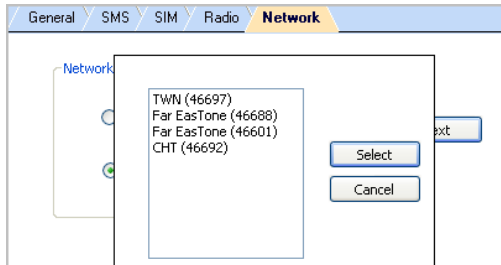 General SMS SIM Radio Network
Network
TWN (46697)
Far EasTone (46688)
Far EasTone (46601)
CHT (46692)
ext
Select
Cancel